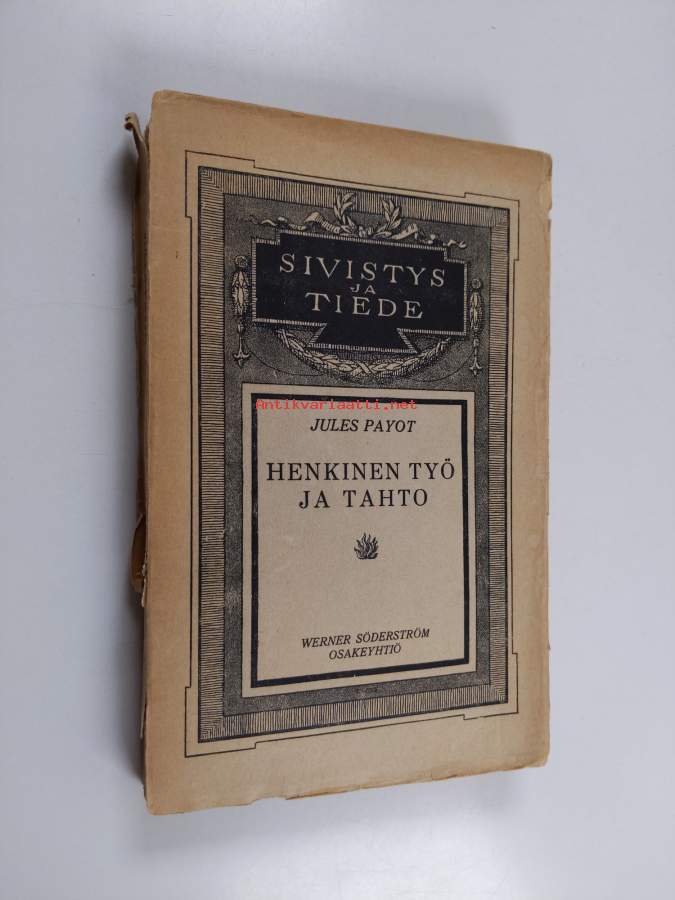 SIVISTYS
JA
TIEDE
Antikvariaatti.net
JULES PAYOT
HENKINEN TYÖ
JA TAHTO
WERNER SÖDERSTRÖM
OSAKEYHTIÖ